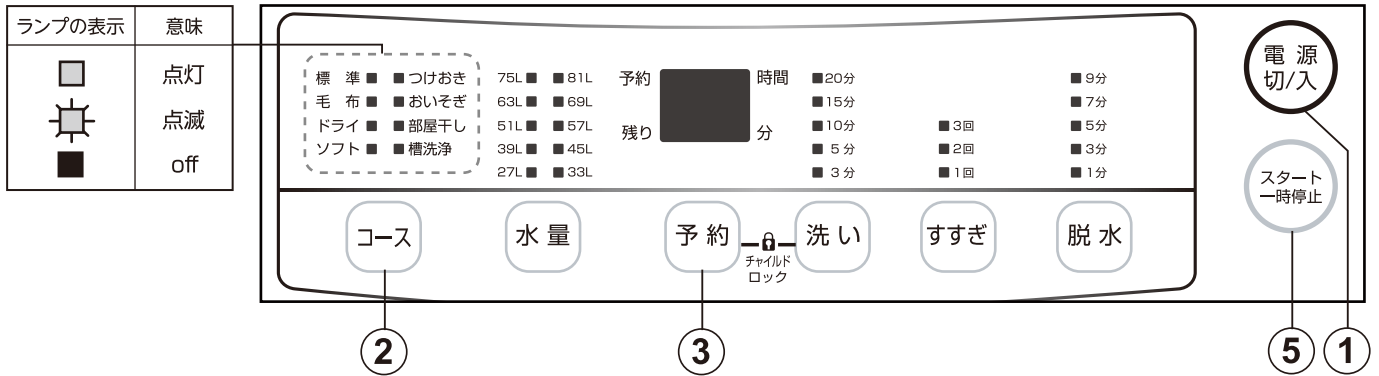 ランプの表示 意味
点灯
点滅
off
標 準 つけおき
毛 布 おいそぎ
ドライ 部屋干し
ソフト 槽洗浄
75L 81L
63L 69L
51L 57L
39L 45L
27L 33L
予約 時間
残り 分
20分
15分
10分
5分
3分
3回
2回
1回
9分
7分
5分
3分
1分
電源
切/入
スタート
一時停止
コース
水量
予約
チャイルド
ロック
洗い
すすぎ
脱水
2
3
5
1